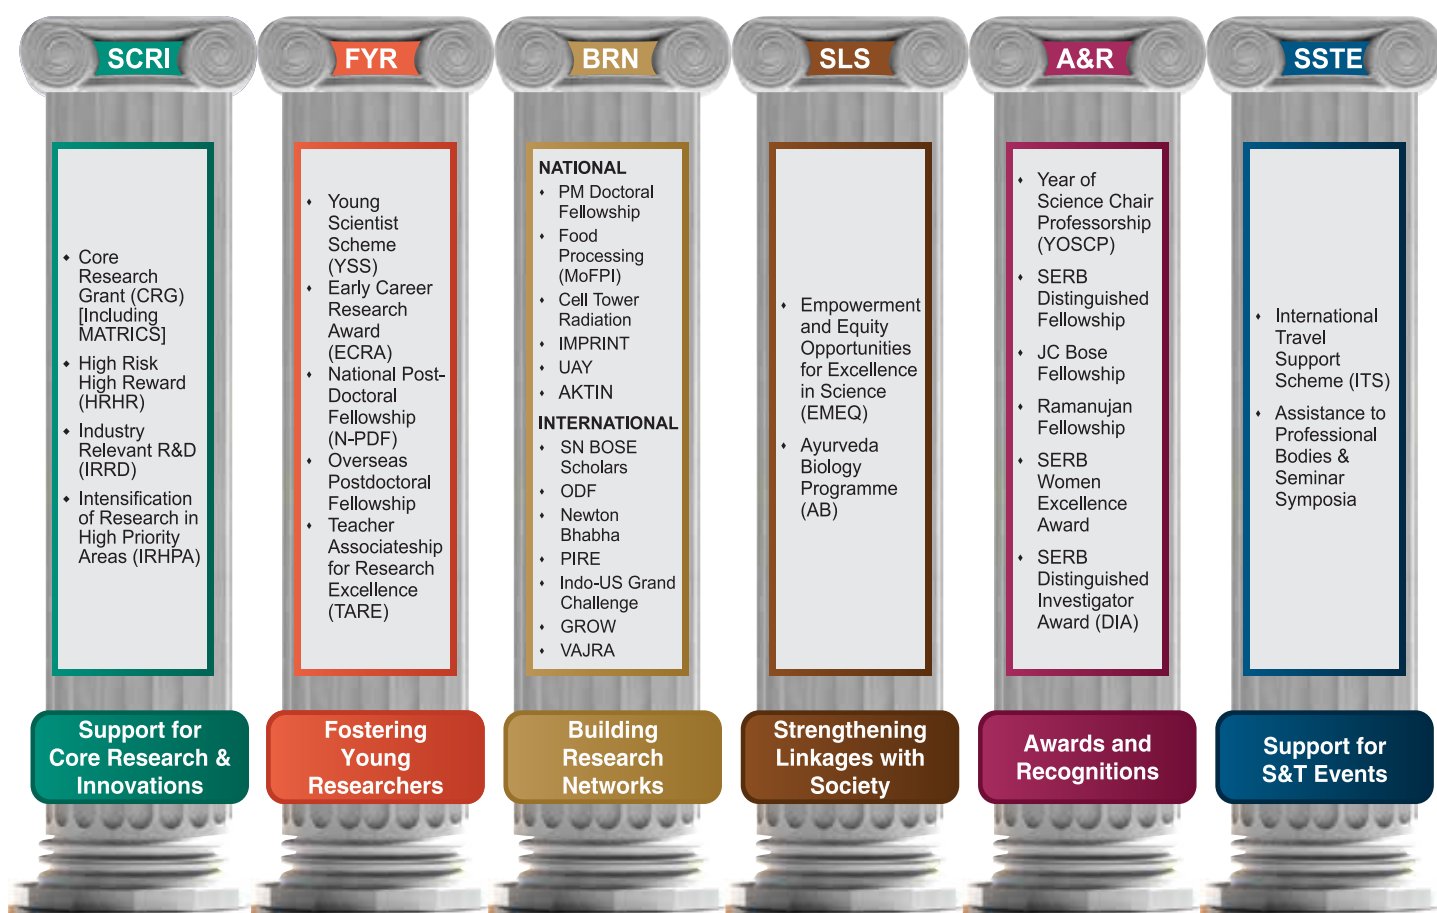 SCRI
Core
Research
Grant (CRG)
[Including
MATRICS]
High Risk
High Reward
(HRHR)
Industry
Relevant R&D
(IRRD)
Intensification
of Research in
High Priority
Areas (IRHPA)
Support for
Core Research &
Innovations
FYR
Young
Scientist
Scheme
(YSS)
Early Career
Research
Award
(ECRA)
National Post-
Doctoral
Fellowship
(N-PDF)
Overseas
Postdoctoral
Fellowship
Teacher
Associateship
for Research
Excellence
(TARE)
Fostering
Young
Researchers
BRN
NATIONAL
PM Doctoral
Fellowship
Food
Processing
(MoFPI)
Cell Tower
Radiation
IMPRINT
UAY
AKTIN
INTERNATIONAL
SN BOSE
Scholars
ODF
Newton
Bhabha
PIRE
Indo-US Grand
Challenge
GROW
VAJRA
Building
Research
Networks
SLS
Empowerment
and Equity
Opportunities
for Excellence
in Science
(EMEQ)
Ayurveda
Biology
Programme
(AB)
Strengthening
Linkages with
Society
A&R
Year of
Science Chair
Professorship
(YOSCP)
SERB
Distinguished
Fellowship
JC Bose
Fellowship
Ramanujan
Fellowship
SERB
Women
Excellence
Award
SERB
Distinguished
Investigator
Award (DIA)
Awards and
Recognitions
SSTE
International
Travel
Support
Scheme (ITS)
Assistance to
Professional
Bodies &
Seminar
Symposia
Support for
S&T Events